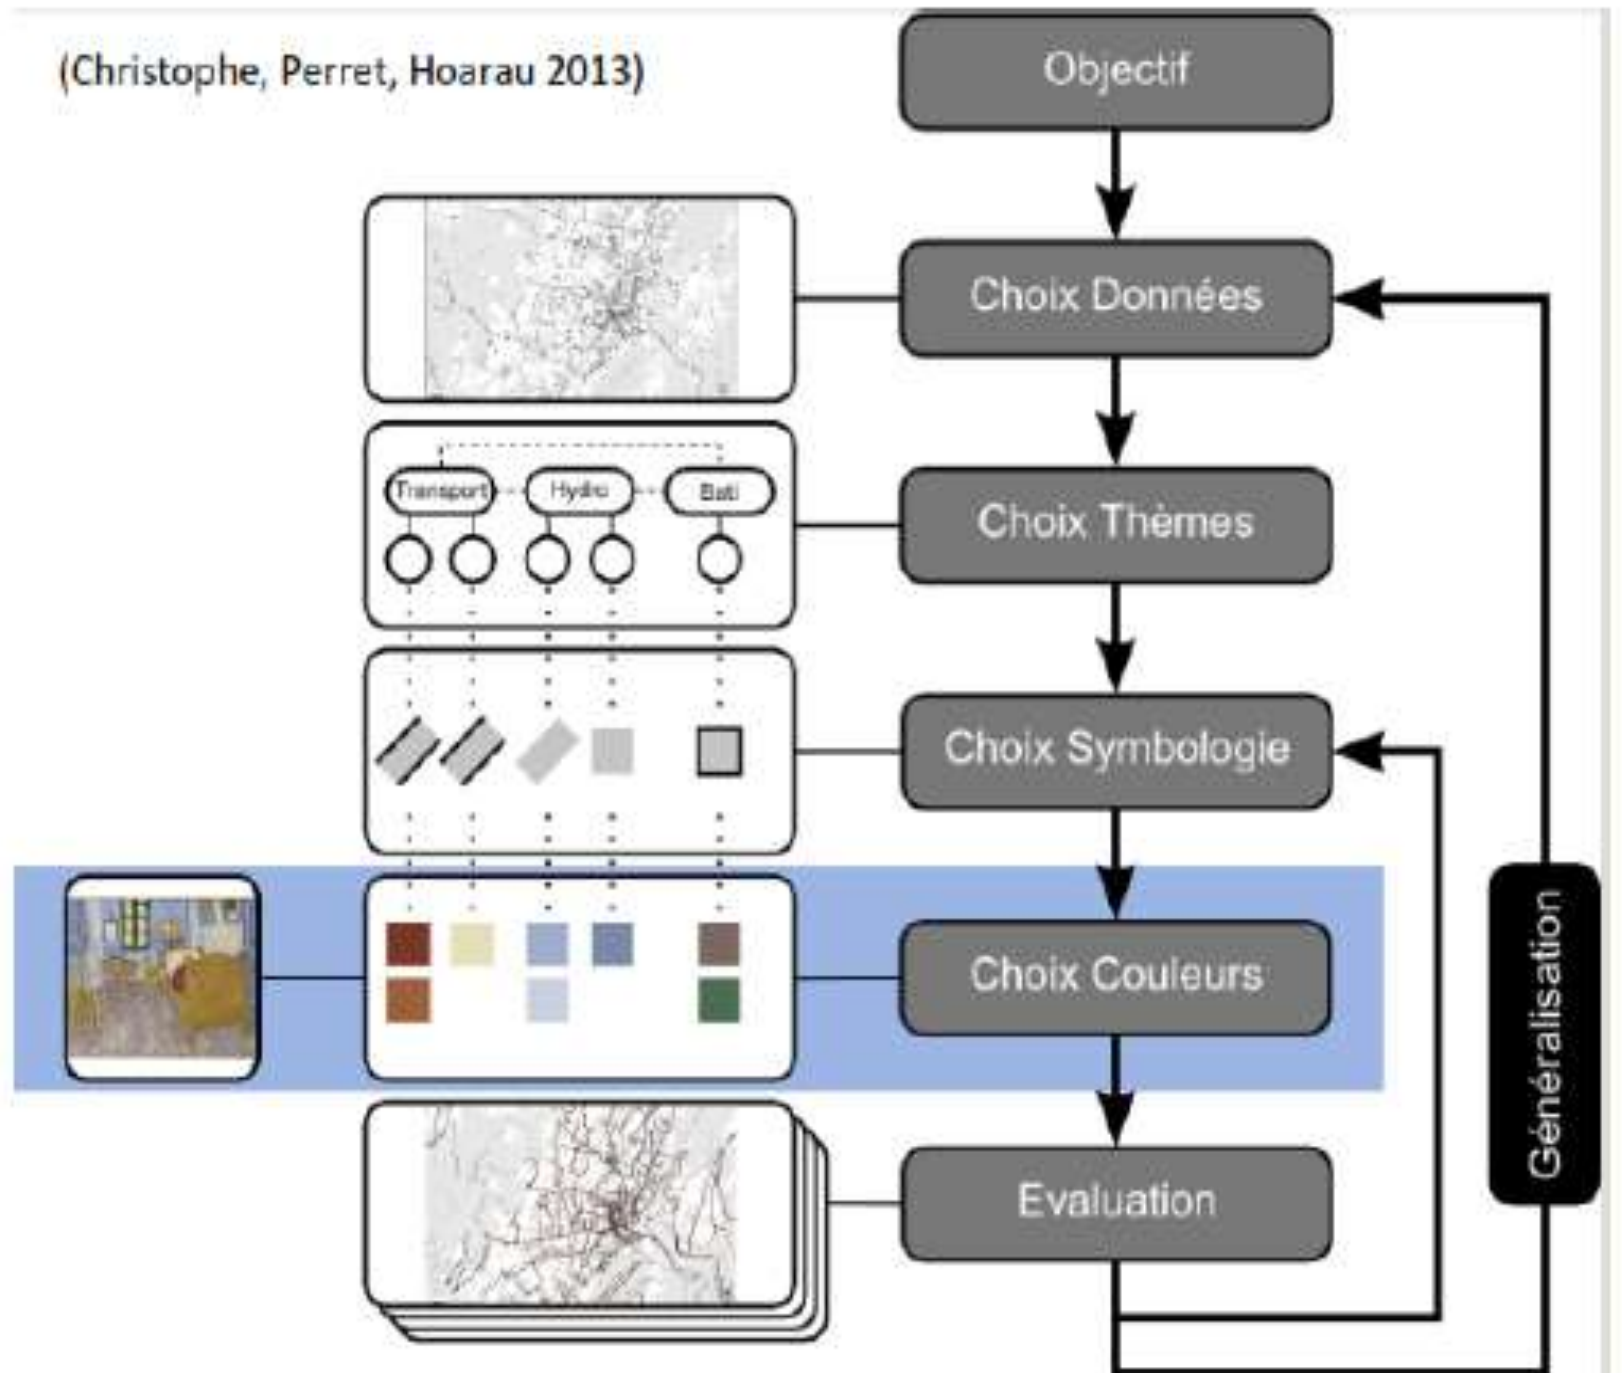 (Christophe, Perret, Hoarau 2013)
Objectif
Choix Données
Transport Hydro Bati
Choix Thèmes
Choix Symbologie
Choix Couleurs
Généralisation
Evaluation